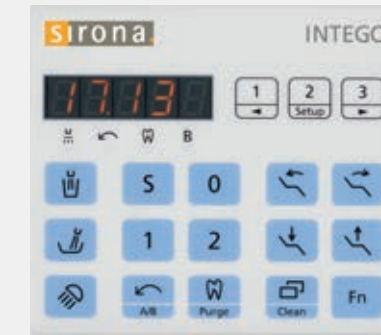 sirona. INTEGO
17.13
1 2 3
Setup
B
S 0
1 2
A/B Purge Clean Fn